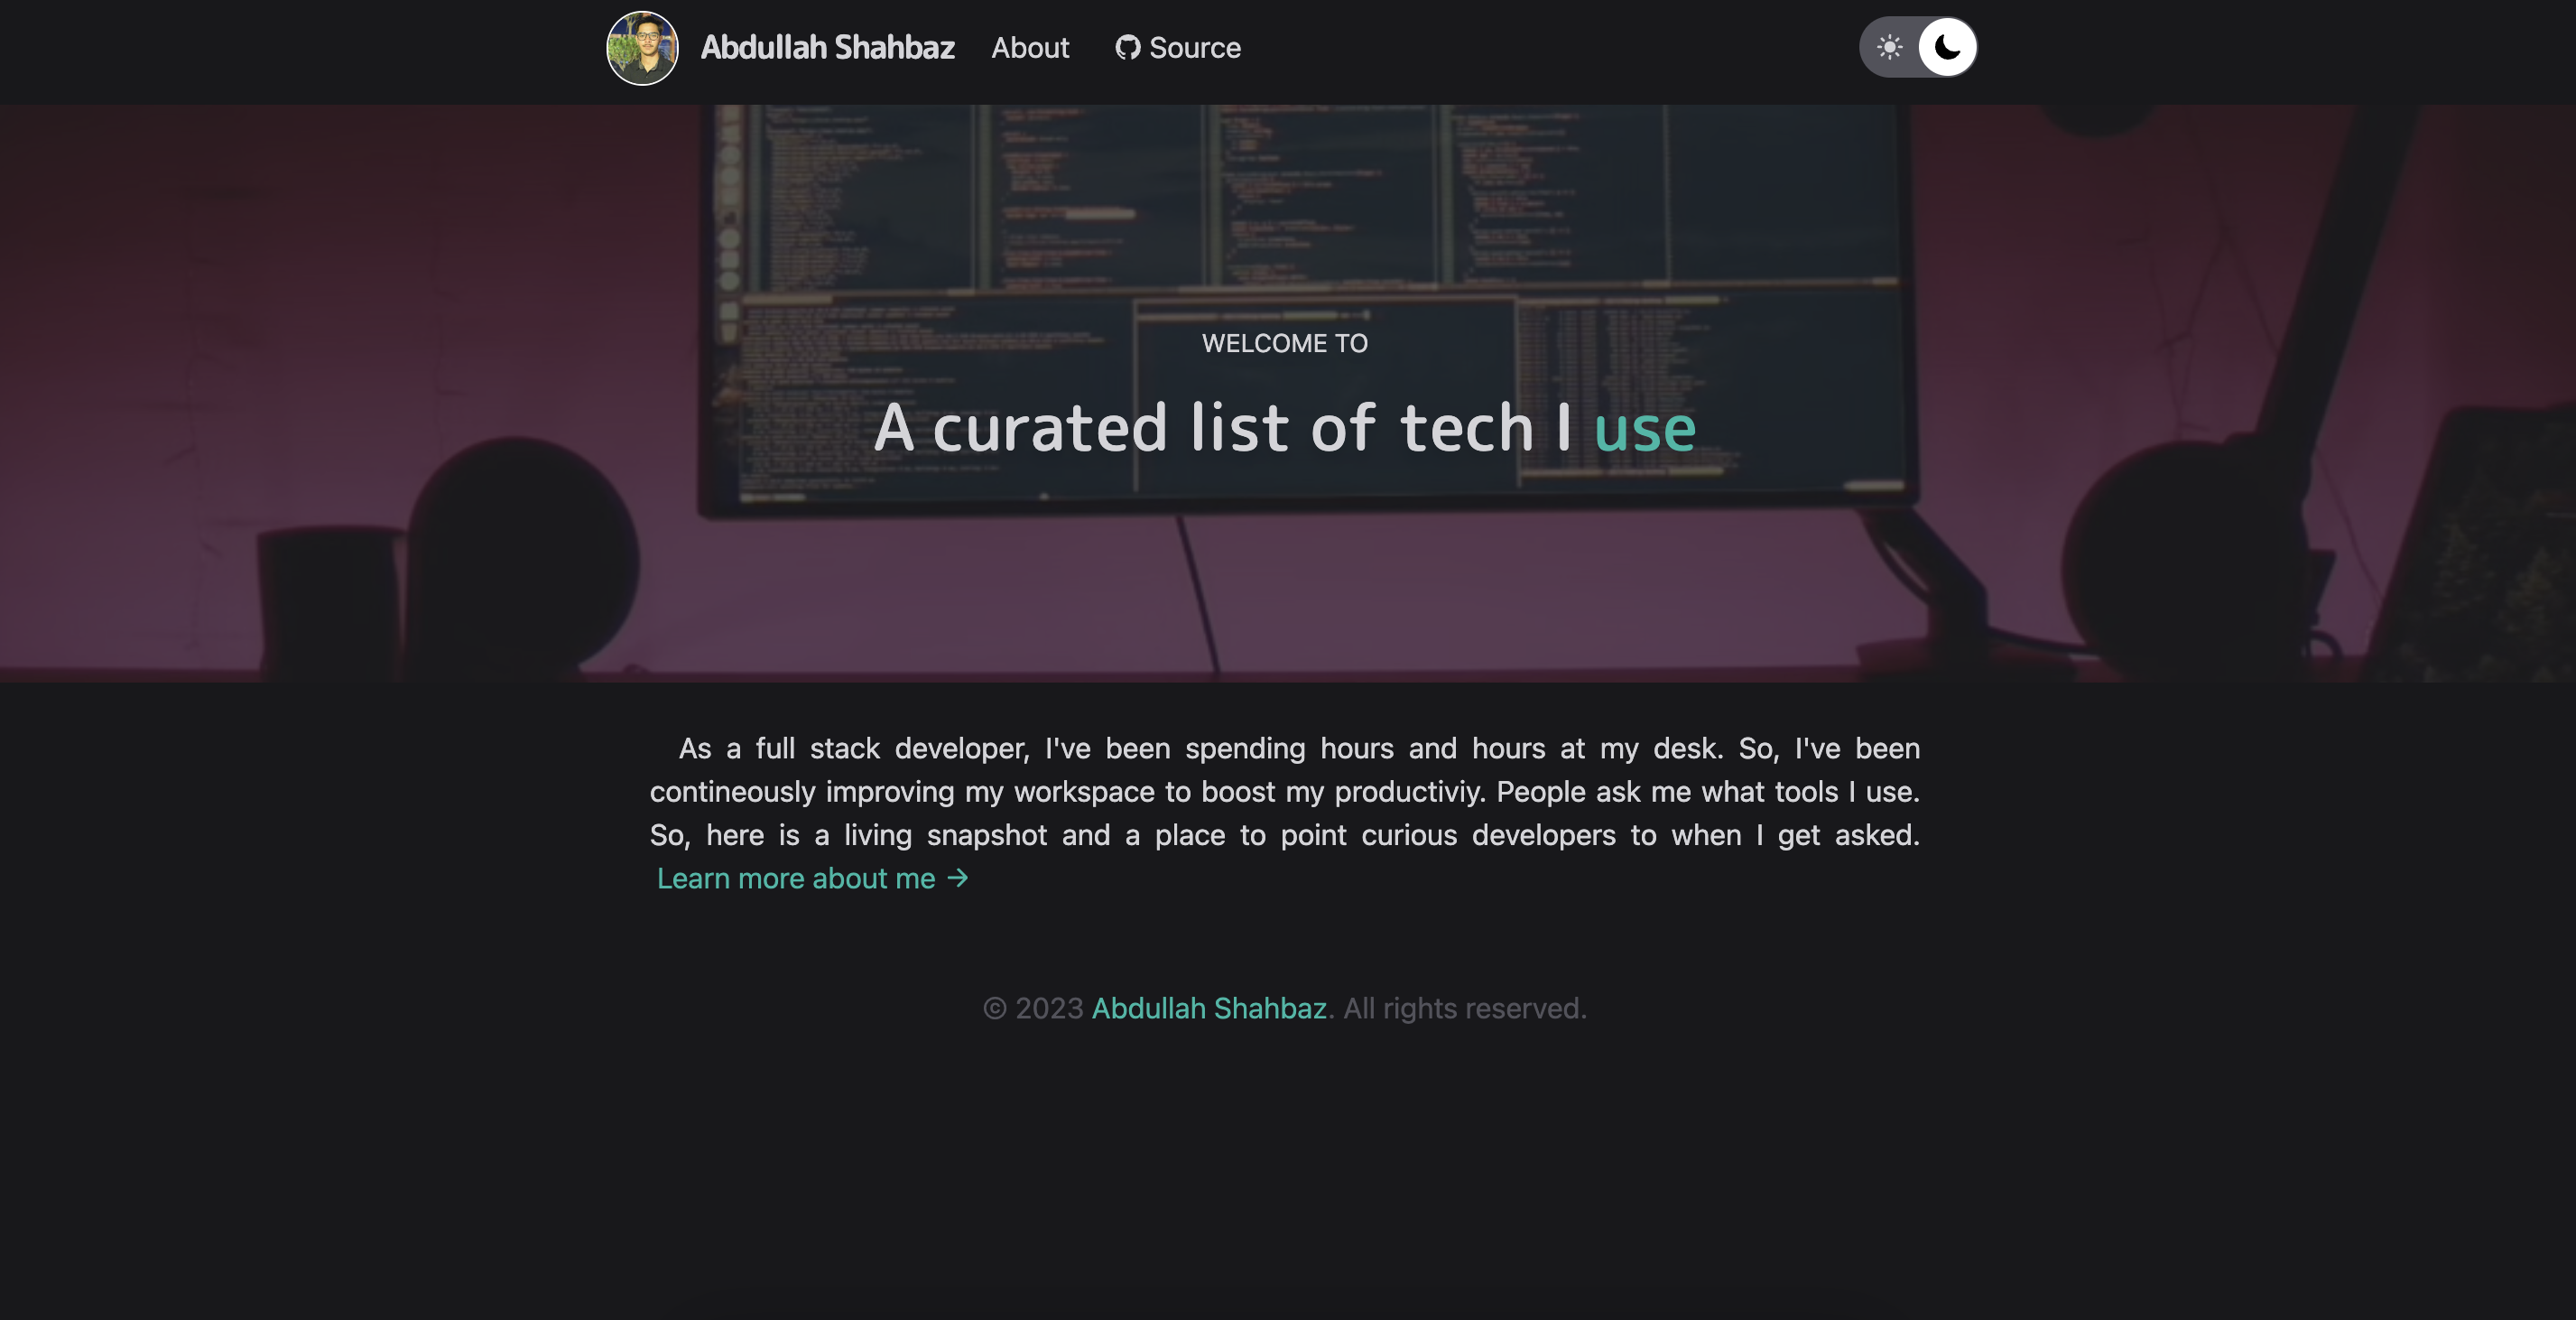 Abdullah Shahbaz About Source
WELCOME TO
A curated list of tech I use
As a full stack developer, I've been spending hours and hours at my desk. So, I've been
contineously improving my workspace to boost my productiviy. People ask me what tools I use.
So, here is a living snapshot and a place to point curious developers to when I get asked.
Learn more about me →
© 2023 Abdullah Shahbaz. All rights reserved.